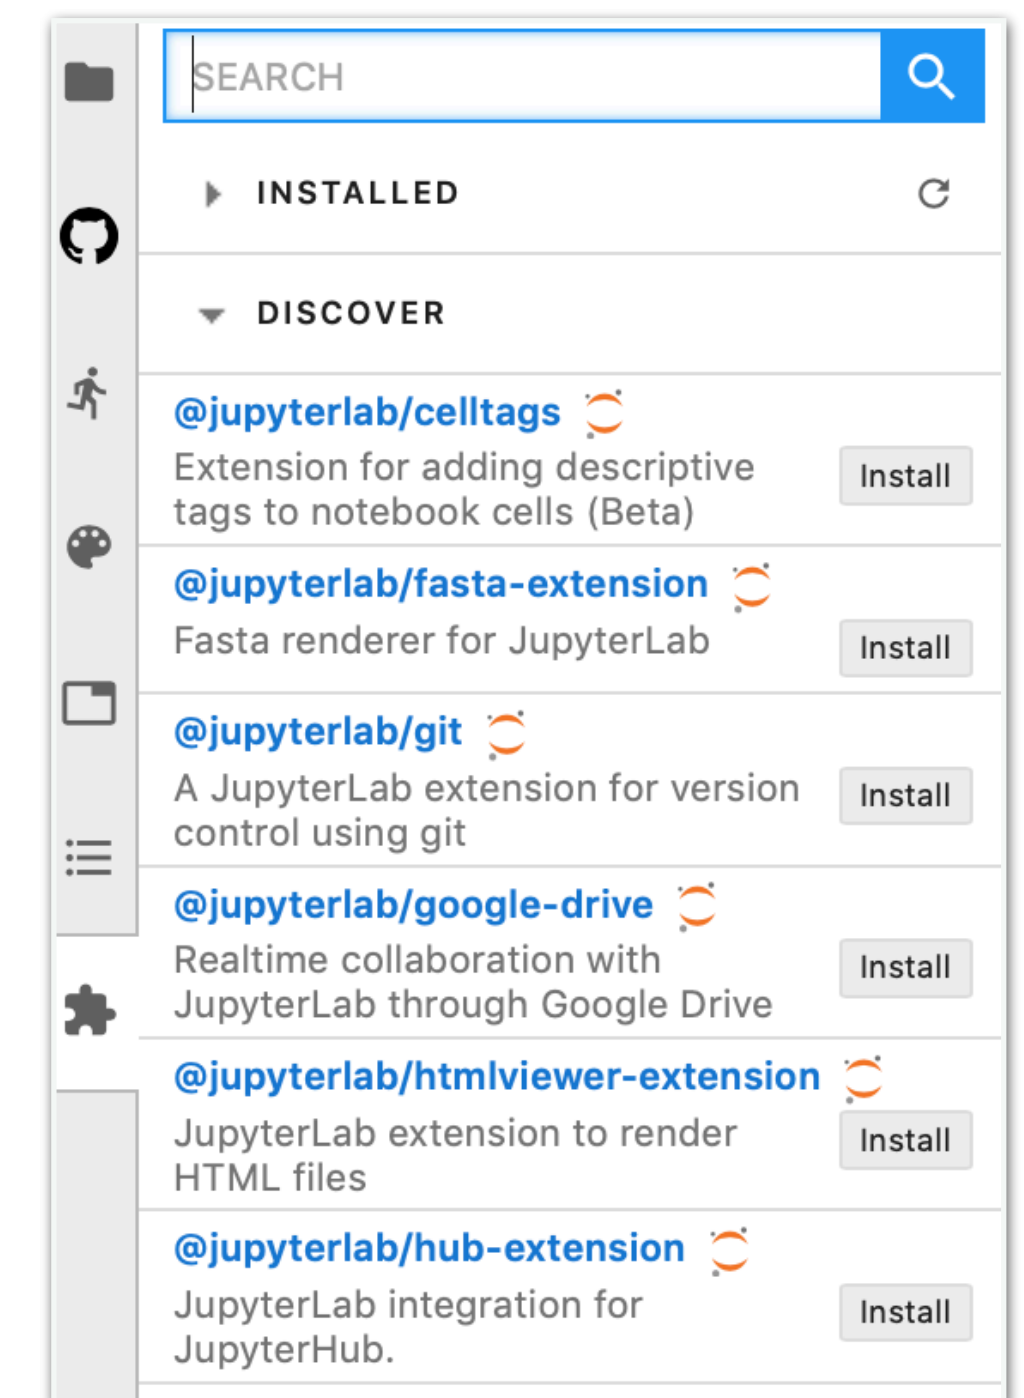 SEARCH
INSTALLED
DISCOVER
@jupyterlab/celltags
Extension for adding descriptive
tags to notebook cells (Beta)
Install
@jupyterlab/fasta-extension
Fasta renderer for JupyterLab
Install
@jupyterlab/git
A JupyterLab extension for version
control using git
Install
@jupyterlab/google-drive
Realtime collaboration with
JupyterLab through Google Drive
Install
@jupyterlab/htmlviewer-extension
JupyterLab extension to render
HTML files
Install
@jupyterlab/hub-extension
JupyterLab integration for
JupyterHub.
Install